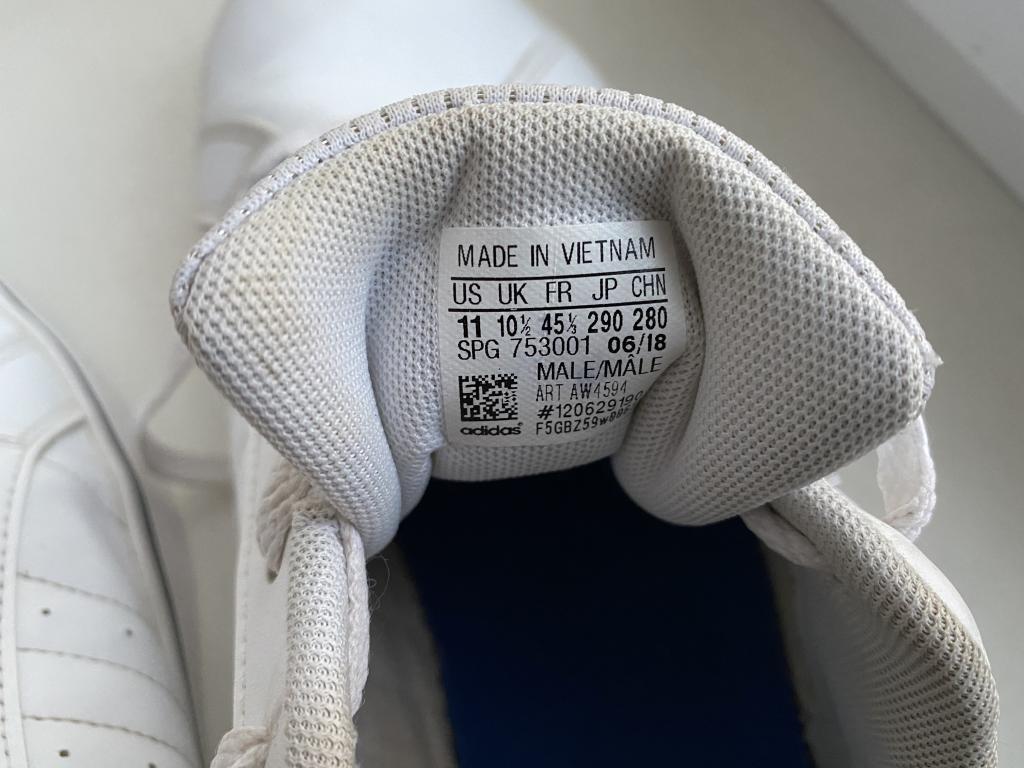 MADE IN VIETNAM
US UK FR JP CHN
11 10½ 45⅓ 290 280
SPG 753001 06/18
MALE/MÂLE
ART AW4594
adidas